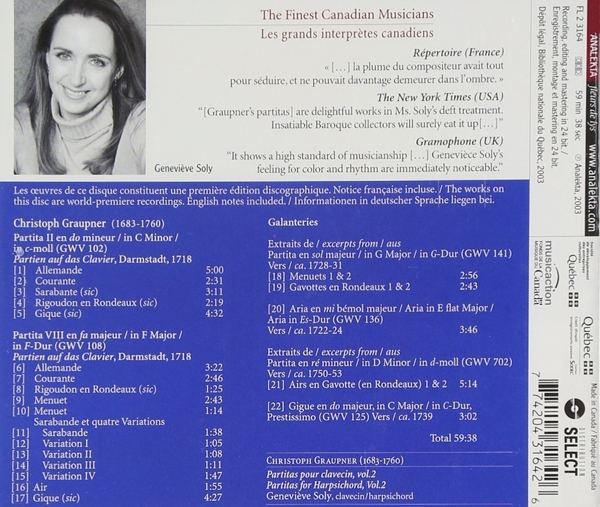 The Finest Canadian Musicians
Les grands interprètes canadiens
Répertoire (France)
« […] la plume du compositeur avait tout
pour séduire, et ne pouvait davantage demeurer dans l'ombre. »
The New York Times (USA)
“[Graupner's partitas] are delightful works in Ms. Soly's deft treatment.
Insatiable Baroque collectors will surely eat it up[…]”
Gramophone (UK)
“It shows a high standard of musicianship […] Geneviève Soly's
feeling for color and rhythm are immediately noticeable.”
Geneviève Soly
Les œuvres de ce disque constituent une première édition discographique. Notice française incluse. / The works on
this disc are world-premiere recordings. English notes included. / Informationen in deutscher Sprache liegen bei.
Christoph Graupner (1683-1760)
Partita II en do mineur / in C Minor /
in c-moll (GWV 102)
Partien auf das Clavier, Darmstadt, 1718
[1] Allemande 5:00
[2] Courante 2:31
[3] Sarabante (sic) 3:11
[4] Rigoudon en Rondeaux (sic) 2:19
[5] Gique (sic) 4:32
Partita VIII en fa majeur / in F Major /
in F-Dur (GWV 108)
Partien auf das Clavier, Darmstadt, 1718
[6] Allemande 3:22
[7] Courante 2:46
[8] Rigoudon en Rondeaux (sic) 1:25
[9] Menuet 2:43
[10] Menuet 1:14
Sarabande et quatre Variations
[11] Sarabande 1:38
[12] Variation I 1:05
[13] Variation II 1:08
[14] Variation III 1:11
[15] Variation IV 1:47
[16] Air 1:55
[17] Gique (sic) 4:27
Galanteries
Extraits de / excerpts from / aus
Partita en sol majeur / in G Major / in G-Dur (GWV 141)
Vers / ca. 1728-31
[18] Menuets 1 & 2 2:56
[19] Gavottes en Rondeaux 1 & 2 2:43
[20] Aria en mi bémol majeur / Aria in E flat Major /
Aria in Es-Dur (GWV 136)
Vers / ca. 1722-24 3:46
Extraits de / excerpts from / aus
Partita en ré mineur / in D Minor / in d-moll (GWV 702)
Vers / ca. 1750-53
[21] Airs en Gavotte (en Rondeaux) 1 & 2 5:14
[22] Gigue en do majeur, in C Major / in C-Dur,
Prestissimo (GWV 125) Vers / ca. 1739 3:02
Total 59:38
Christoph Graupner (1683-1760)
Partitas pour clavecin, vol.2
Partitas for Harpsichord, Vol.2
Geneviève Soly, clavecin/harpsichord
ANALEKTA fleurs de lys www.analekta.com
FL 2 3164 59 min 38 sec ℗ Analekta, 2003
Recording, editing and mastering in 24 bit. /
Enregistrement, montage et mastering en 24 bit.
Dépôt légal, Bibliothèque nationale du Québec, 2003
musicaction
Canada
Québec
Québec
SODEC
SELECT
DISTRIBUTION
Made in Canada / Fabriqué au Canada
7 74204 31642 6